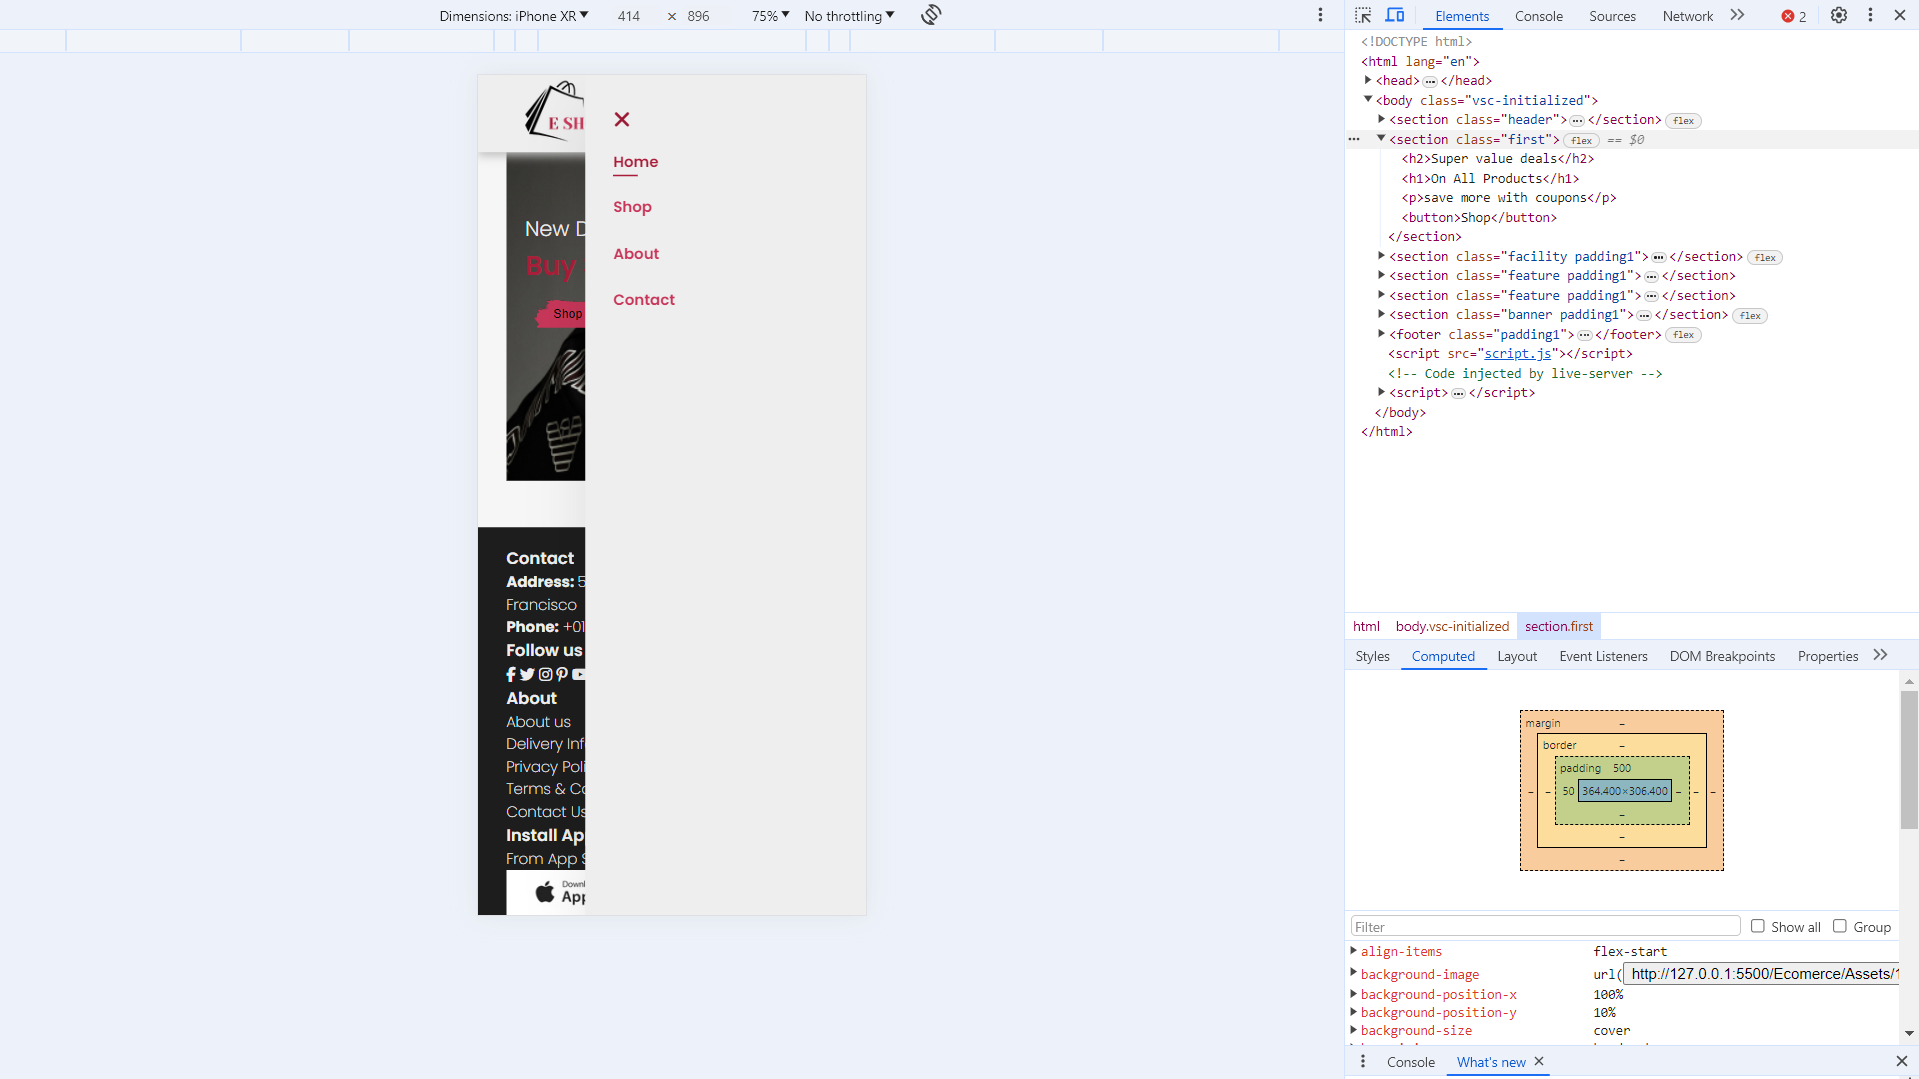 Dimensions: iPhone XR 414 × 896 75% No throttling
E SH
Home
Shop
About
Contact
New D
Buy
Shop
Contact
Address: 5
Francisco
Phone: +01
Follow us
About
About us
Delivery Inf
Privacy Poli
Terms & Co
Contact Us
Install Ap
From App S
Downl
App
Elements Console Sources Network 2
<!DOCTYPE html>
<html lang="en">
<head> ••• </head>
<body class="vsc-initialized">
<section class="header"> ••• </section> flex
••• <section class="first"> flex == $0
<h2>Super value deals</h2>
<h1>On All Products</h1>
<p>save more with coupons</p>
<button>Shop</button>
</section>
<section class="facility padding1"> ••• </section> flex
<section class="feature padding1"> ••• </section>
<section class="feature padding1"> ••• </section>
<section class="banner padding1"> ••• </section> flex
<footer class="padding1"> ••• </footer> flex
<script src="script.js"></script>
<!-- Code injected by live-server -->
<script> ••• </script>
</body>
</html>
html body.vsc-initialized section.first
Styles Computed Layout Event Listeners DOM Breakpoints Properties
margin –
border –
padding 500
– – 50 364.400×306.400 – – –
–
–
–
Filter Show all Group
align-items flex-start
background-image url( http://127.0.0.1:5500/Ecomerce/Assets/1
background-position-x 100%
background-position-y 10%
background-size cover
Console What's new